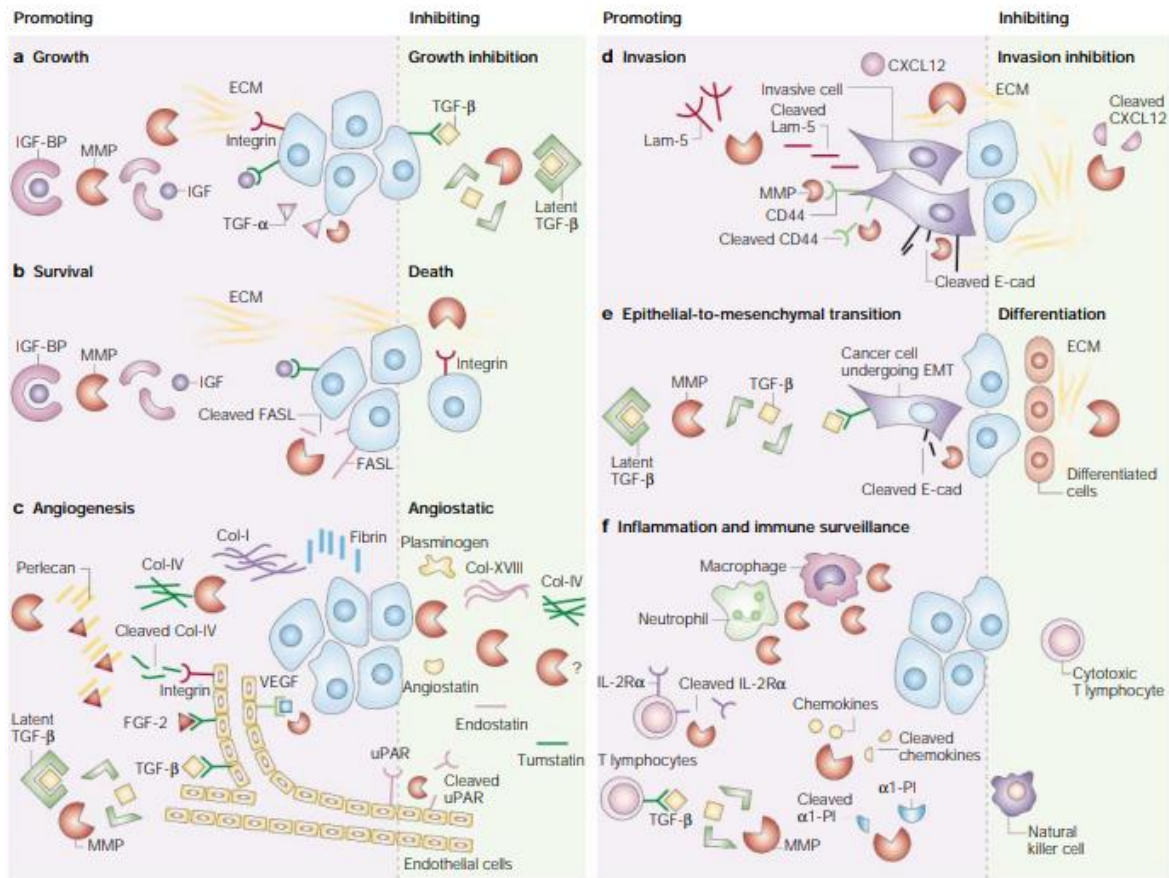 Promoting
Inhibiting
a Growth
Growth inhibition
ECM
TGF-β
Integrin
IGF-BP
MMP
IGF
TGF-α
Latent
TGF-β
b Survival
Death
ECM
IGF-BP
MMP
Integrin
IGF
Cleaved FASL
FASL
c Angiogenesis
Angiostatic
Col-I
Fibrin
Plasminogen
Perlecan
Col-IV
Col-XVIII
Col-IV
Cleaved Col-IV
?
Integrin
VEGF
Angiostatin
Latent
TGF-β
FGF-2
Endostatin
uPAR
TGF-β
Tumstatin
Cleaved
uPAR
MMP
Endothelial cells
Promoting
Inhibiting
d Invasion
Invasion inhibition
CXCL12
Invasive cell
ECM
Cleaved
Lam-5
Cleaved
CXCL12
Lam-5
MMP
CD44
Cleaved CD44
Cleaved E-cad
e Epithelial-to-mesenchymal transition
Differentiation
Cancer cell
undergoing EMT
ECM
MMP
TGF-β
Latent
TGF-β
Cleaved E-cad
Differentiated
cells
f Inflammation and immune surveillance
Macrophage
Neutrophil
IL-2Rα
Cleaved IL-2Rα
Cytotoxic
T lymphocyte
Chemokines
Cleaved
chemokines
T lymphocytes
α1-PI
Cleaved
α1-PI
TGF-β
MMP
Natural
killer cell